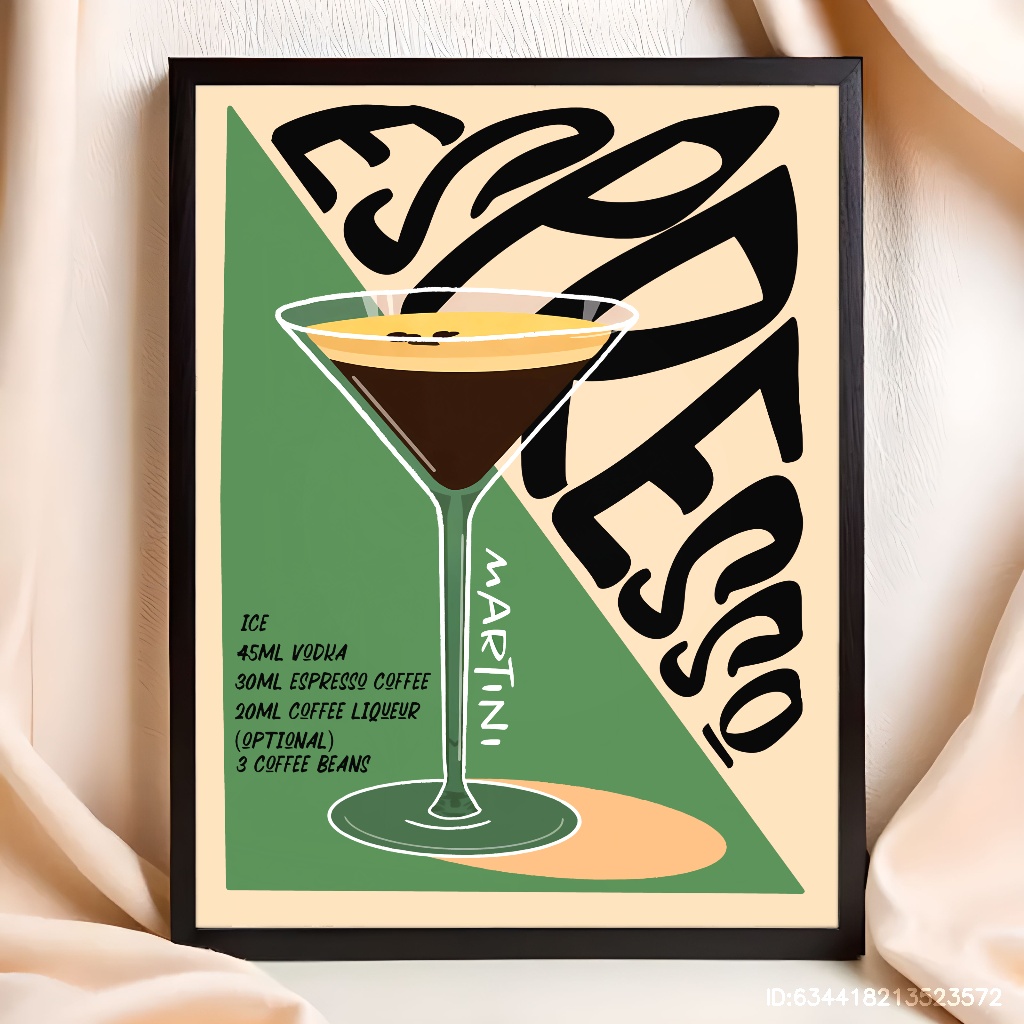 ESPRESSO
MARTINI
ICE
45ML VODKA
30ML ESPRESSO COFFEE
20ML COFFEE LIQUEUR
(OPTIONAL)
3 COFFEE BEANS
ID:634418213523572